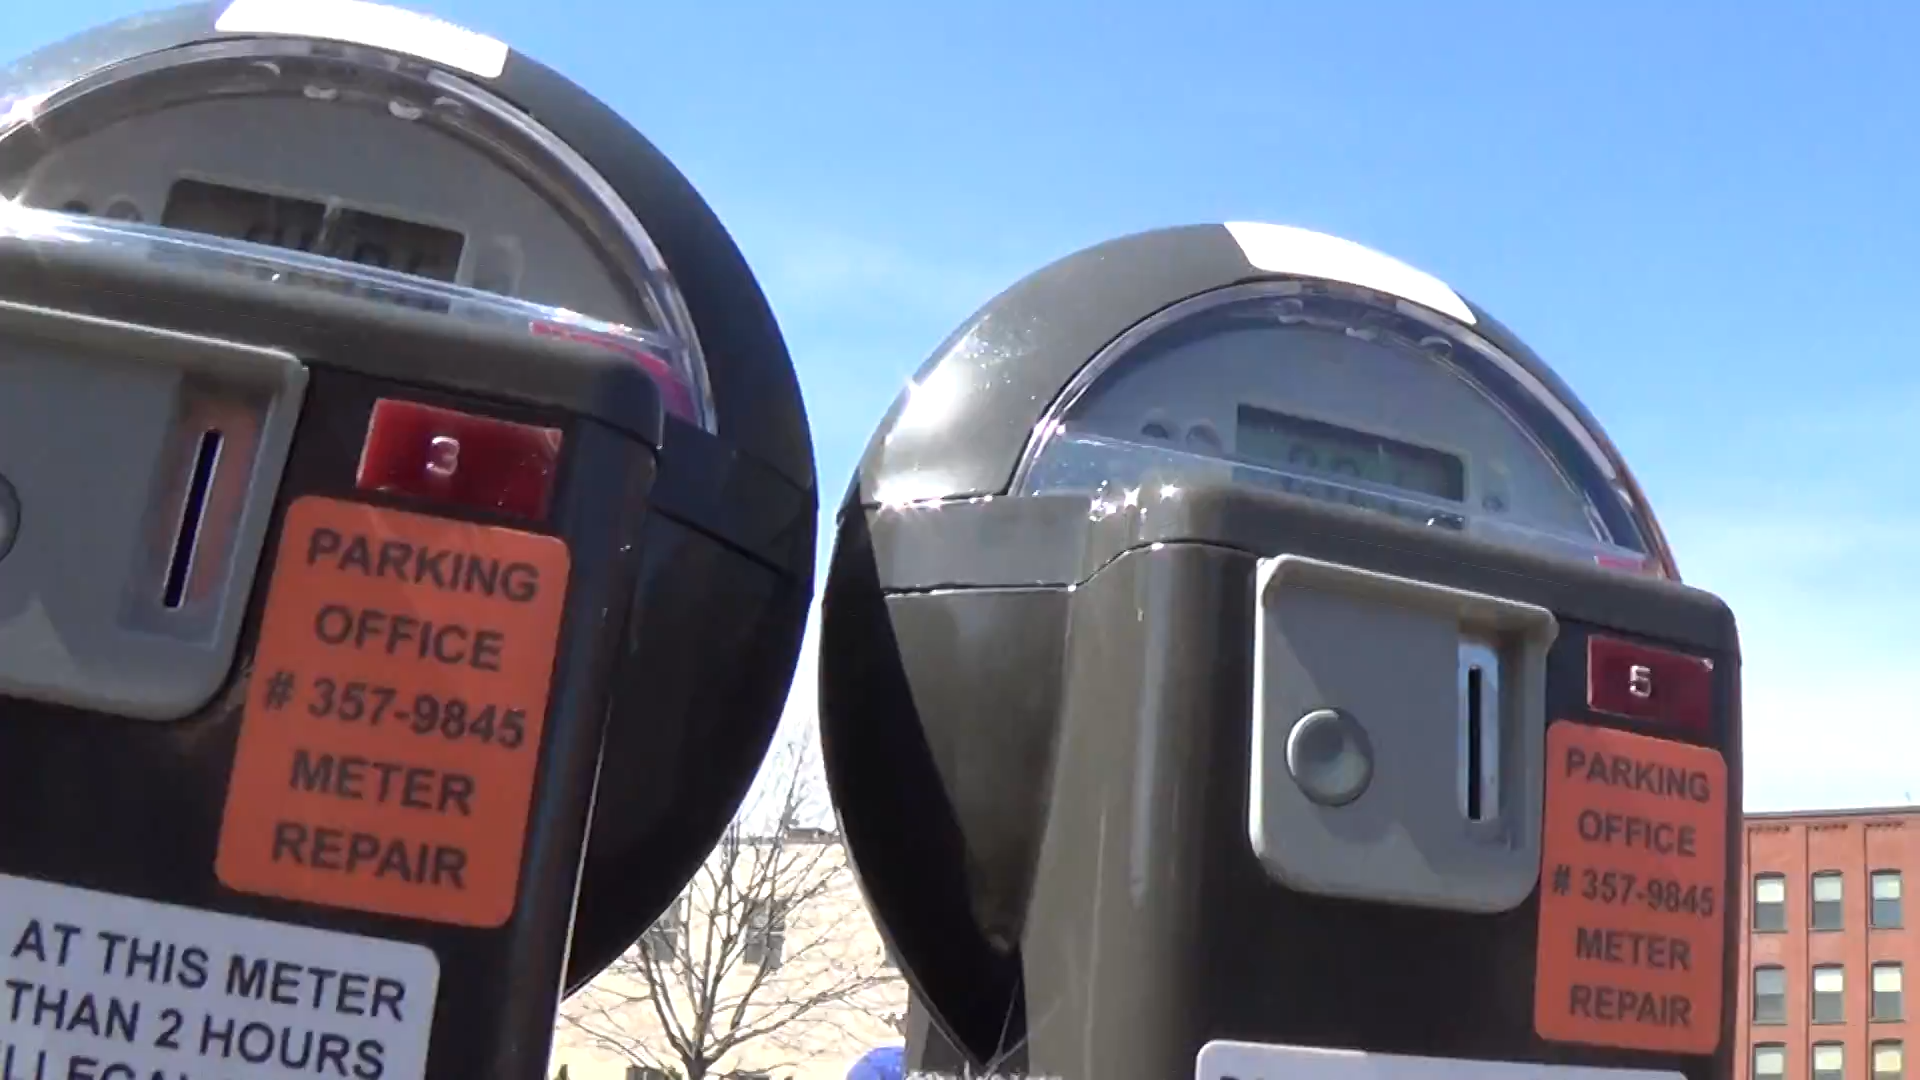 3
PARKING
OFFICE
# 357-9845
METER
REPAIR
AT THIS METER
THAN 2 HOURS
5
PARKING
OFFICE
# 357-9845
METER
REPAIR